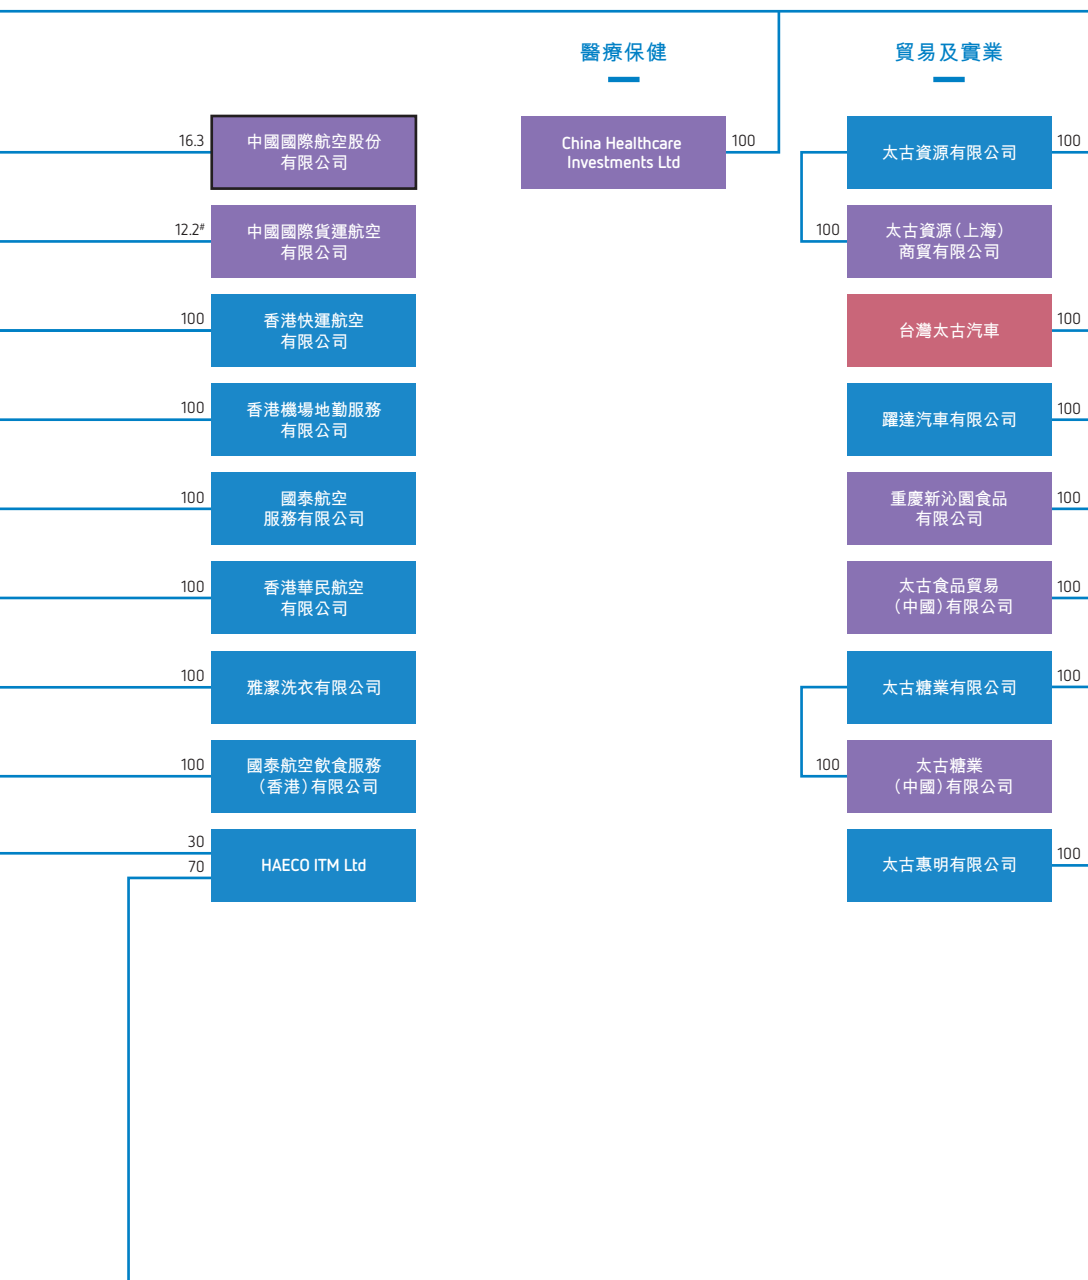 16.3
中國國際航空股份
有限公司
12.2#
中國國際貨運航空
有限公司
100
香港快運航空
有限公司
100
香港機場地勤服務
有限公司
100
國泰航空
服務有限公司
100
香港華民航空
有限公司
100
雅潔洗衣有限公司
100
國泰航空飲食服務
（香港）有限公司
30
70
HAECO ITM Ltd
醫療保健
China Healthcare
Investments Ltd
100
貿易及實業
太古資源有限公司
100
100
太古資源（上海）
商貿有限公司
台灣太古汽車
100
躍達汽車有限公司
100
重慶新沁園食品
有限公司
100
太古食品貿易
（中國）有限公司
100
太古糖業有限公司
100
100
太古糖業
（中國）有限公司
太古惠明有限公司
100